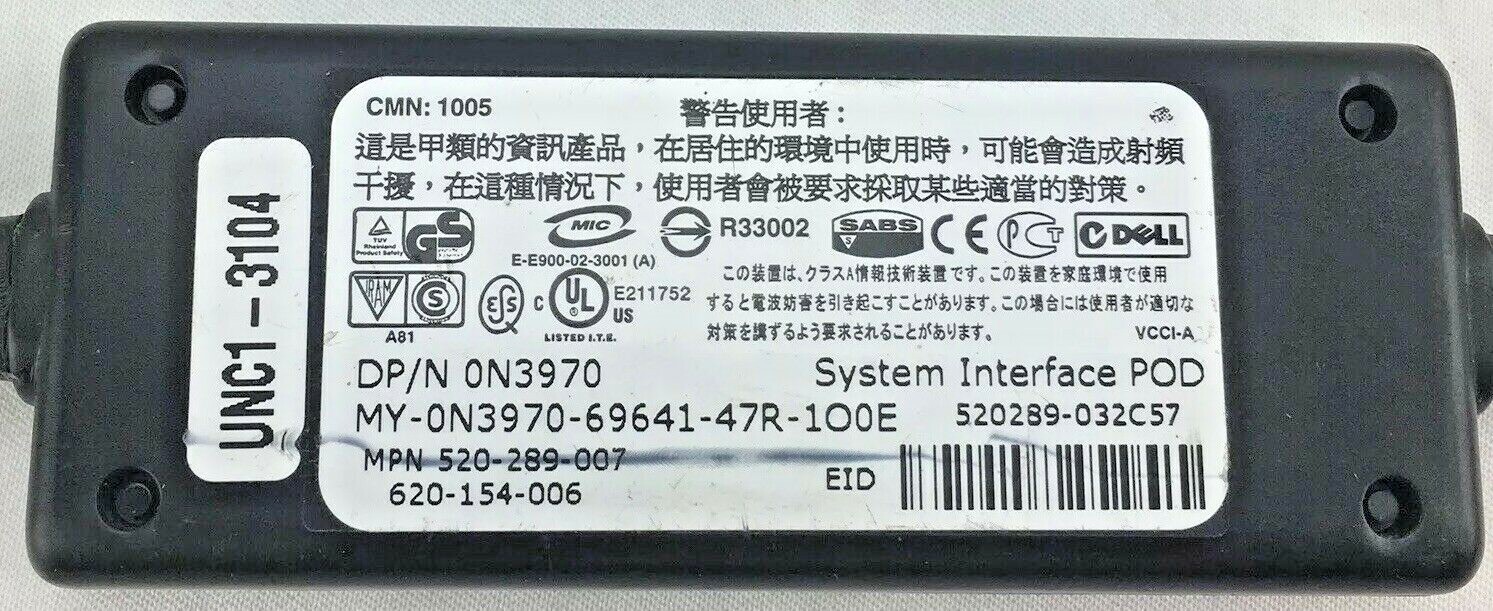 UNC1-3104
CMN: 1005
警告使用者:
這是甲類的資訊產品，在居住的環境中使用時，可能會造成射頻
干擾，在這種情況下，使用者會被要求採取某些適當的對策。
TUV
Rheinland
Product Safety
GS
MIC
E-E900-02-3001 (A)
R33002
SABS
S
CE
PCT
DELL
IRAM
S
A81
C
UL
US
E211752
LISTED I.T.E.
この装置は、クラスA情報技術装置です。この装置を家庭環境で使用
すると電波妨害を引き起こすことがあります。この場合には使用者が適切な
対策を講ずるよう要求されることがあります。
VCCI-A
DP/N 0N3970
System Interface POD
MY-0N3970-69641-47R-1O0E
520289-032C57
MPN 520-289-007
620-154-006
EID